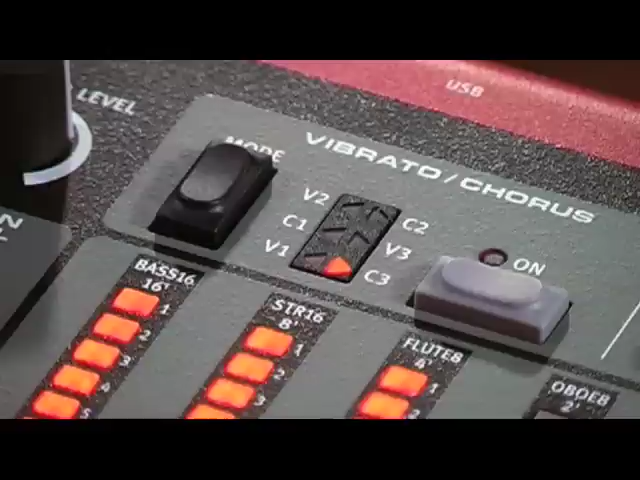 USB
LEVEL
MODE
VIBRATO/CHORUS
V2
C1
V1
C2
V3
C3
ON
BASS16
16'
1
2
3
4
5
STR16
8'
1
2
3
FLUTE8
4'
1
2
OBOE8
2'